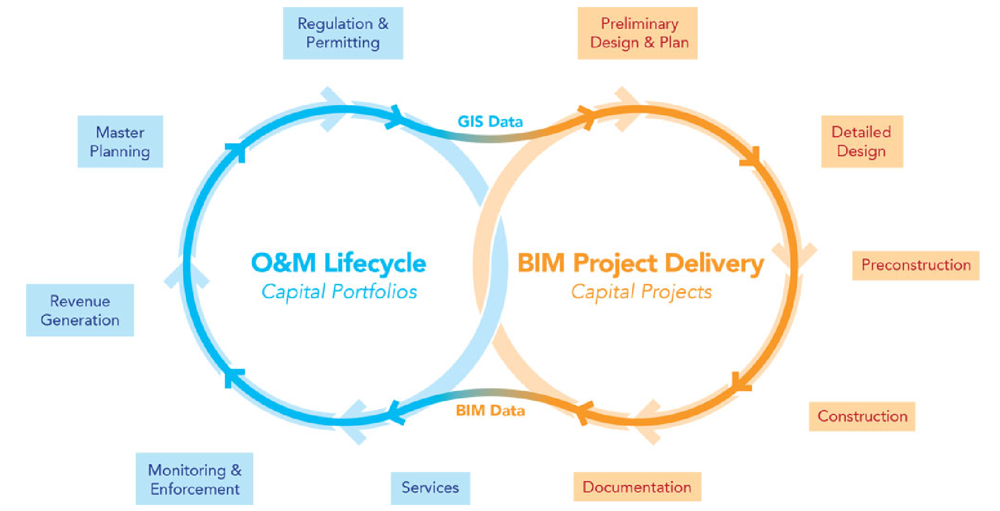 Regulation &
Permitting
Preliminary
Design & Plan
Master
Planning
GIS Data
Detailed
Design
O&M Lifecycle
Capital Portfolios
BIM Project Delivery
Capital Projects
Preconstruction
Revenue
Generation
BIM Data
Construction
Monitoring &
Enforcement
Services
Documentation